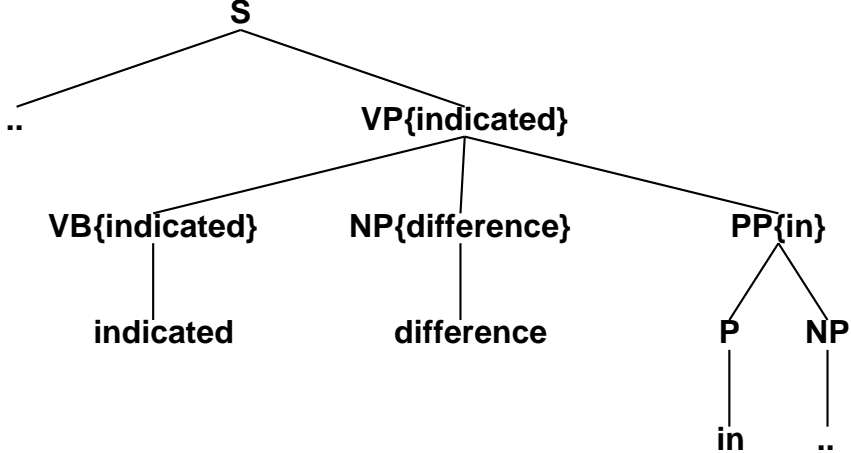 S
.. VP{indicated}
VB{indicated} NP{difference} PP{in}
indicated difference P NP
in ..